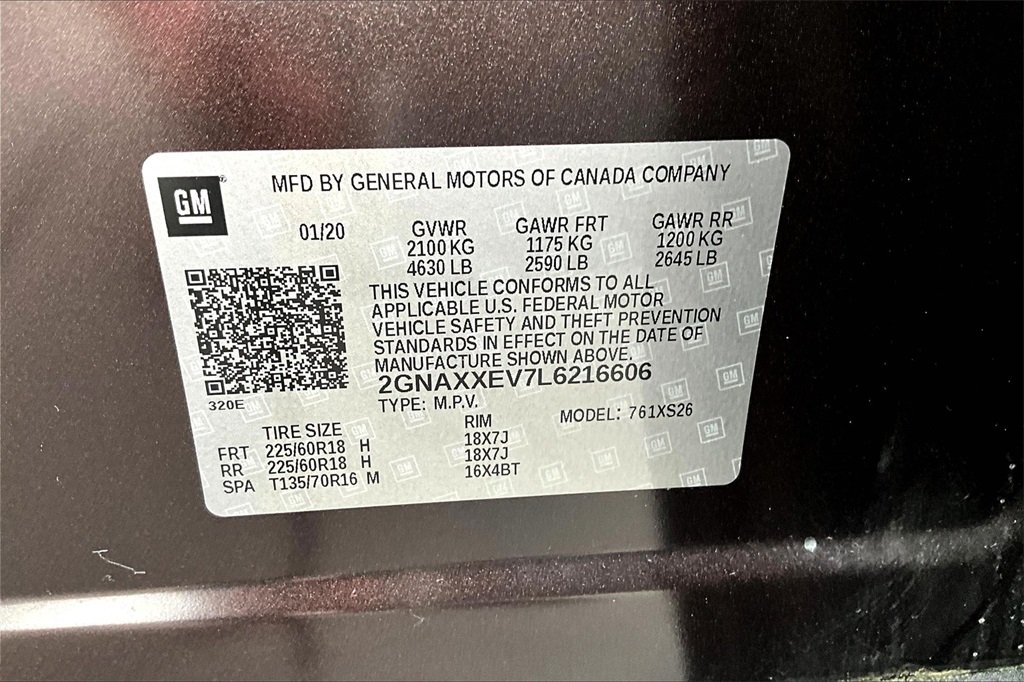 GM
MFD BY GENERAL MOTORS OF CANADA COMPANY
01/20
GVWR GAWR FRT GAWR RR
2100 KG 1175 KG 1200 KG
4630 LB 2590 LB 2645 LB
THIS VEHICLE CONFORMS TO ALL
APPLICABLE U.S. FEDERAL MOTOR
VEHICLE SAFETY AND THEFT PREVENTION
STANDARDS IN EFFECT ON THE DATE OF
MANUFACTURE SHOWN ABOVE.
2GNAXXEV7L6216606
320E
TYPE: M.P.V. MODEL: 761XS26
TIRE SIZE RIM
FRT 225/60R18 H 18X7J
RR 225/60R18 H 18X7J
SPA T135/70R16 M 16X4BT